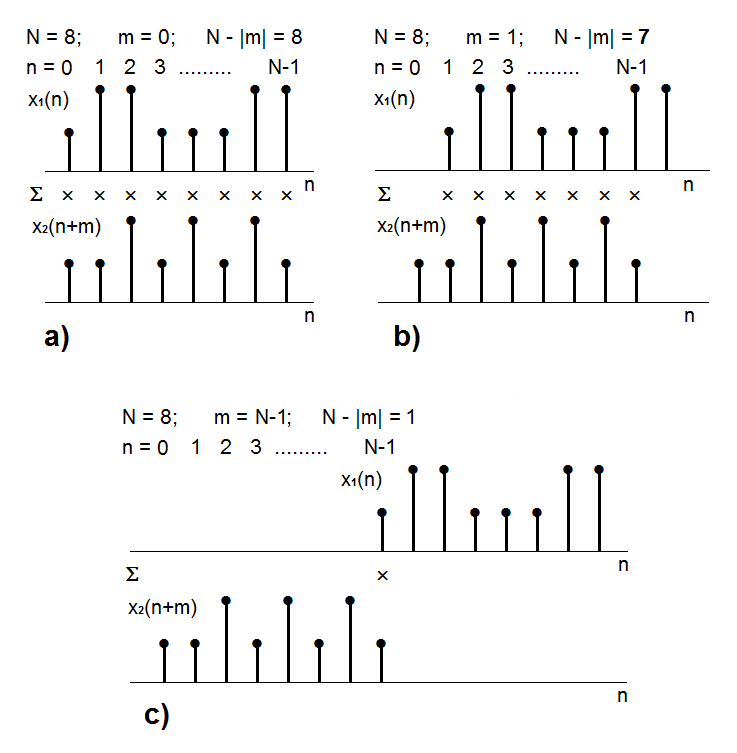 N = 8; m = 0; N - |m| = 8
n = 0 1 2 3 ......... N-1
x₁(n)
n
Σ × × × × × × × ×
x₂(n+m)
n
a)
N = 8; m = 1; N - |m| = 7
n = 0 1 2 3 ......... N-1
x₁(n)
n
Σ × × × × × × ×
x₂(n+m)
n
b)
N = 8; m = N-1; N - |m| = 1
n = 0 1 2 3 ......... N-1
x₁(n)
n
Σ ×
x₂(n+m)
n
c)